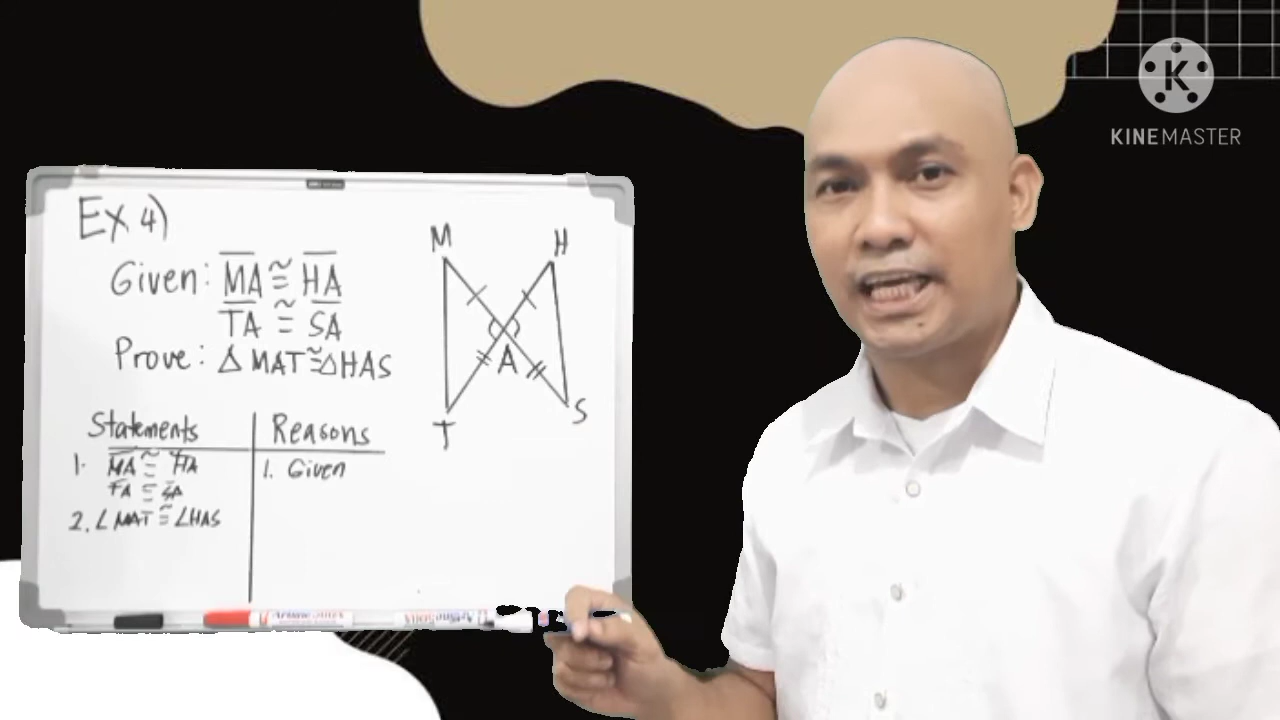 Ex 4)
Given: MA ≅ HA
TA ≅ SA
Prove: △ MAT ≅ △ HAS
M
H
A
T
S
Statements
Reasons
1. MA ≅ HA
1. Given
TA ≅ SA
2. ∠MAT ≅ ∠HAS
K
KINEMASTER